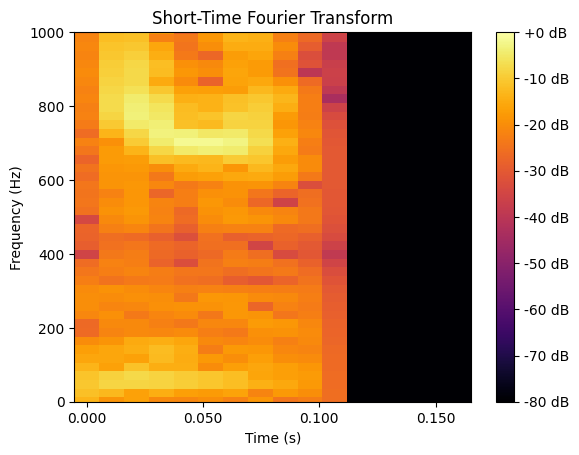 Short-Time Fourier Transform
1000
800
600
400
200
0
Frequency (Hz)
0.000
0.050
0.100
0.150
Time (s)
+0 dB
-10 dB
-20 dB
-30 dB
-40 dB
-50 dB
-60 dB
-70 dB
-80 dB